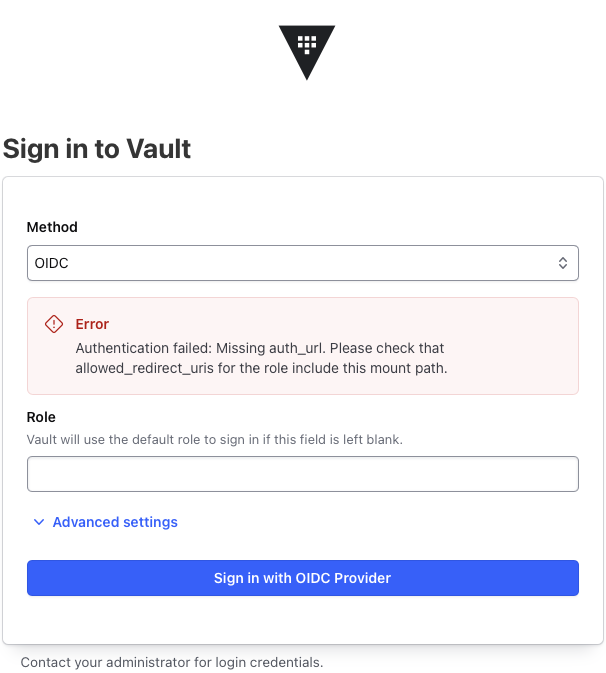 Sign in to Vault
Method
OIDC
Error
Authentication failed: Missing auth_url. Please check that
allowed_redirect_uris for the role include this mount path.
Role
Vault will use the default role to sign in if this field is left blank.
Advanced settings
Sign in with OIDC Provider
Contact your administrator for login credentials.